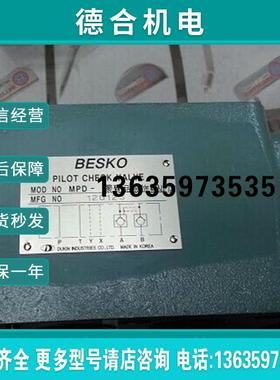 德合机电
信经营
BESKO
PILOT CHECK VALVE
MOD NO MPD-
MFG NO
13635973535
P T Y X A B
DUKIN INDUSTRIES CO.,LTD. MADE IN KOREA
后保障
货秒发
保一年
齐全 更多型号请店咨询 电话:1363597